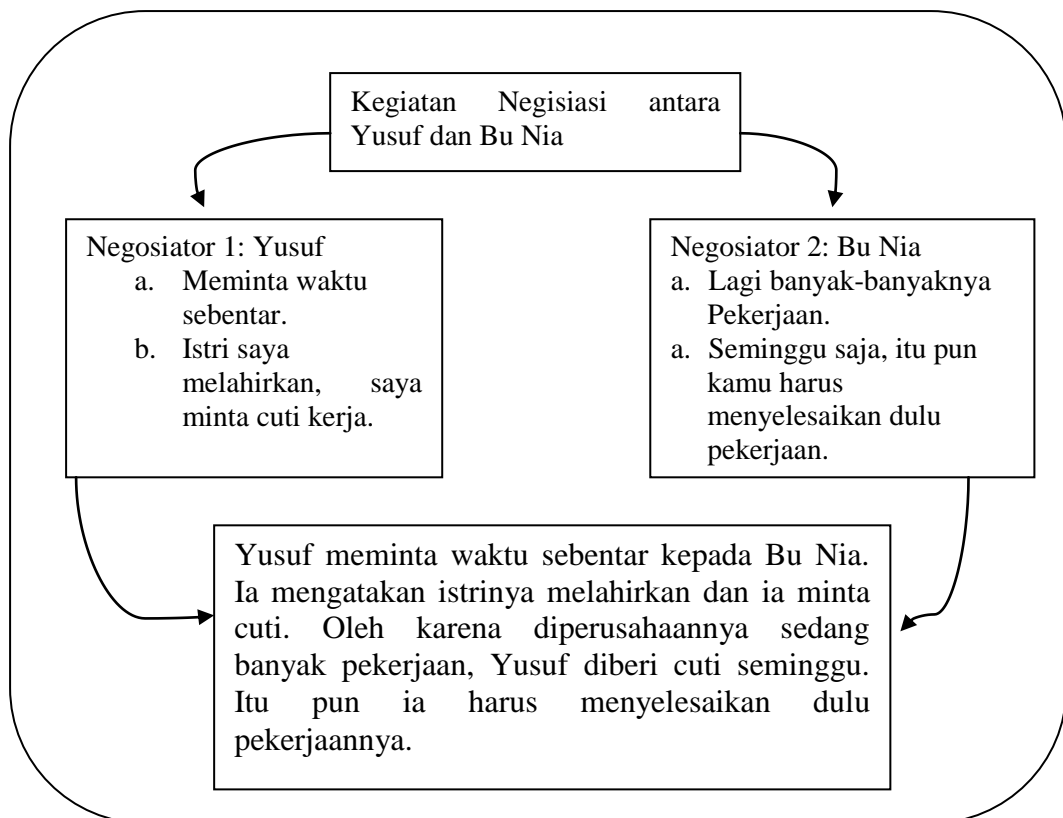 Kegiatan Negisiasi antara
Yusuf dan Bu Nia
Negosiator 1: Yusuf
a. Meminta waktu
sebentar.
b. Istri saya
melahirkan, saya
minta cuti kerja.
Negosiator 2: Bu Nia
a. Lagi banyak-banyaknya
Pekerjaan.
a. Seminggu saja, itu pun
kamu harus
menyelesaikan dulu
pekerjaan.
Yusuf meminta waktu sebentar kepada Bu Nia.
Ia mengatakan istrinya melahirkan dan ia minta
cuti. Oleh karena diperusahaannya sedang
banyak pekerjaan, Yusuf diberi cuti seminggu.
Itu pun ia harus menyelesaikan dulu
pekerjaannya.